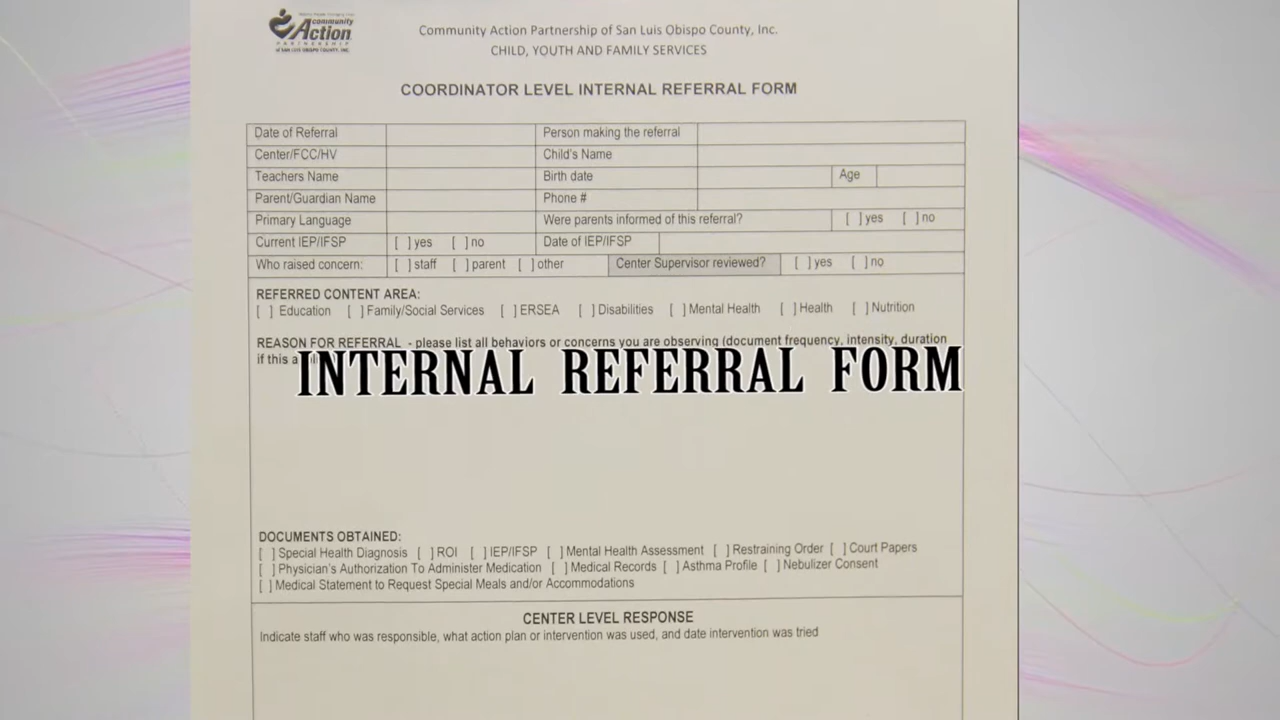 community
Action
PARTNERSHIP
OF SAN LUIS OBISPO COUNTY, INC.
Community Action Partnership of San Luis Obispo County, Inc.
CHILD, YOUTH AND FAMILY SERVICES
COORDINATOR LEVEL INTERNAL REFERRAL FORM
Date of Referral Person making the referral
Center/FCC/HV Child's Name
Teachers Name Birth date Age
Parent/Guardian Name Phone #
Primary Language Were parents informed of this referral? [ ] yes [ ] no
Current IEP/IFSP [ ] yes [ ] no Date of IEP/IFSP
Who raised concern: [ ] staff [ ] parent [ ] other Center Supervisor reviewed? [ ] yes [ ] no
REFERRED CONTENT AREA:
[ ] Education [ ] Family/Social Services [ ] ERSEA [ ] Disabilities [ ] Mental Health [ ] Health [ ] Nutrition
REASON FOR REFERRAL - please list all behaviors or concerns you are observing (document frequency, intensity, duration
if this
INTERNAL REFERRAL FORM
DOCUMENTS OBTAINED:
[ ] Special Health Diagnosis [ ] ROI [ ] IEP/IFSP [ ] Mental Health Assessment [ ] Restraining Order [ ] Court Papers
[ ] Physician's Authorization To Administer Medication [ ] Medical Records [ ] Asthma Profile [ ] Nebulizer Consent
[ ] Medical Statement to Request Special Meals and/or Accommodations
CENTER LEVEL RESPONSE
Indicate staff who was responsible, what action plan or intervention was used, and date intervention was tried